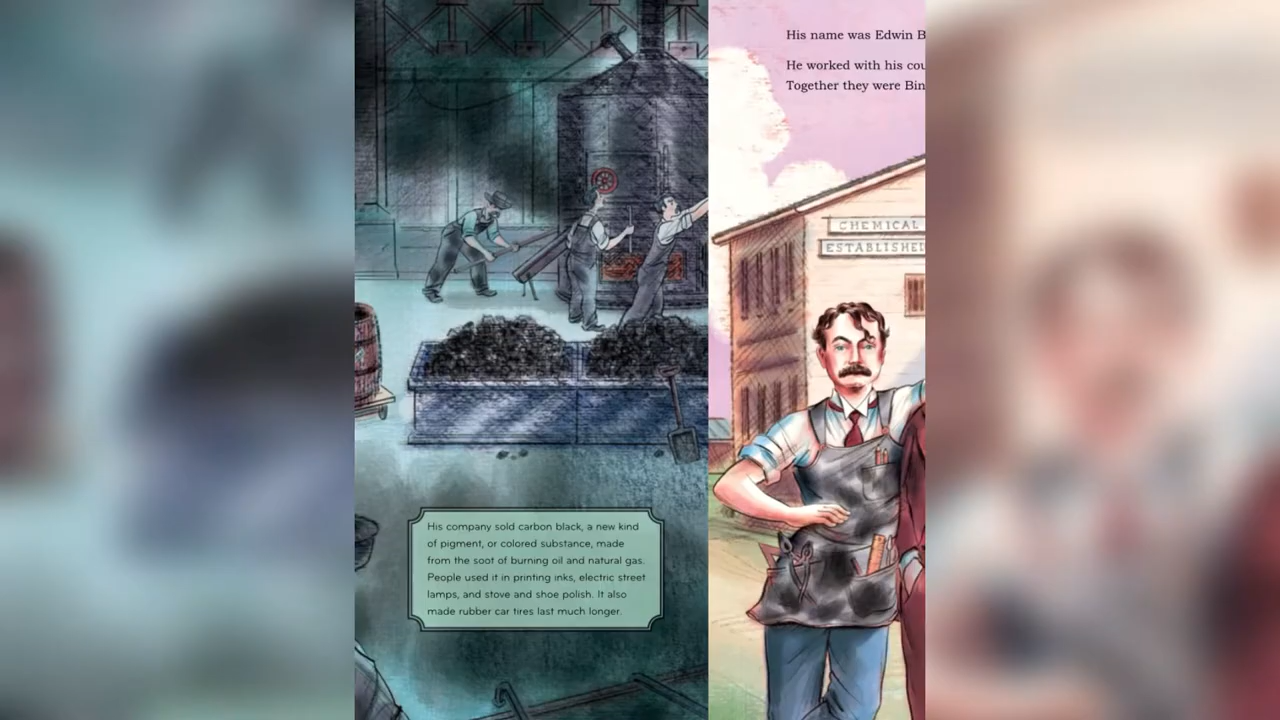 His company sold carbon black, a new kind
of pigment, or colored substance, made
from the soot of burning oil and natural gas.
People used it in printing inks, electric street
lamps, and stove and shoe polish. It also
made rubber car tires last much longer.
His name was Edwin B
He worked with his cou
Together they were Bin
CHEMICAL
ESTABLISHED